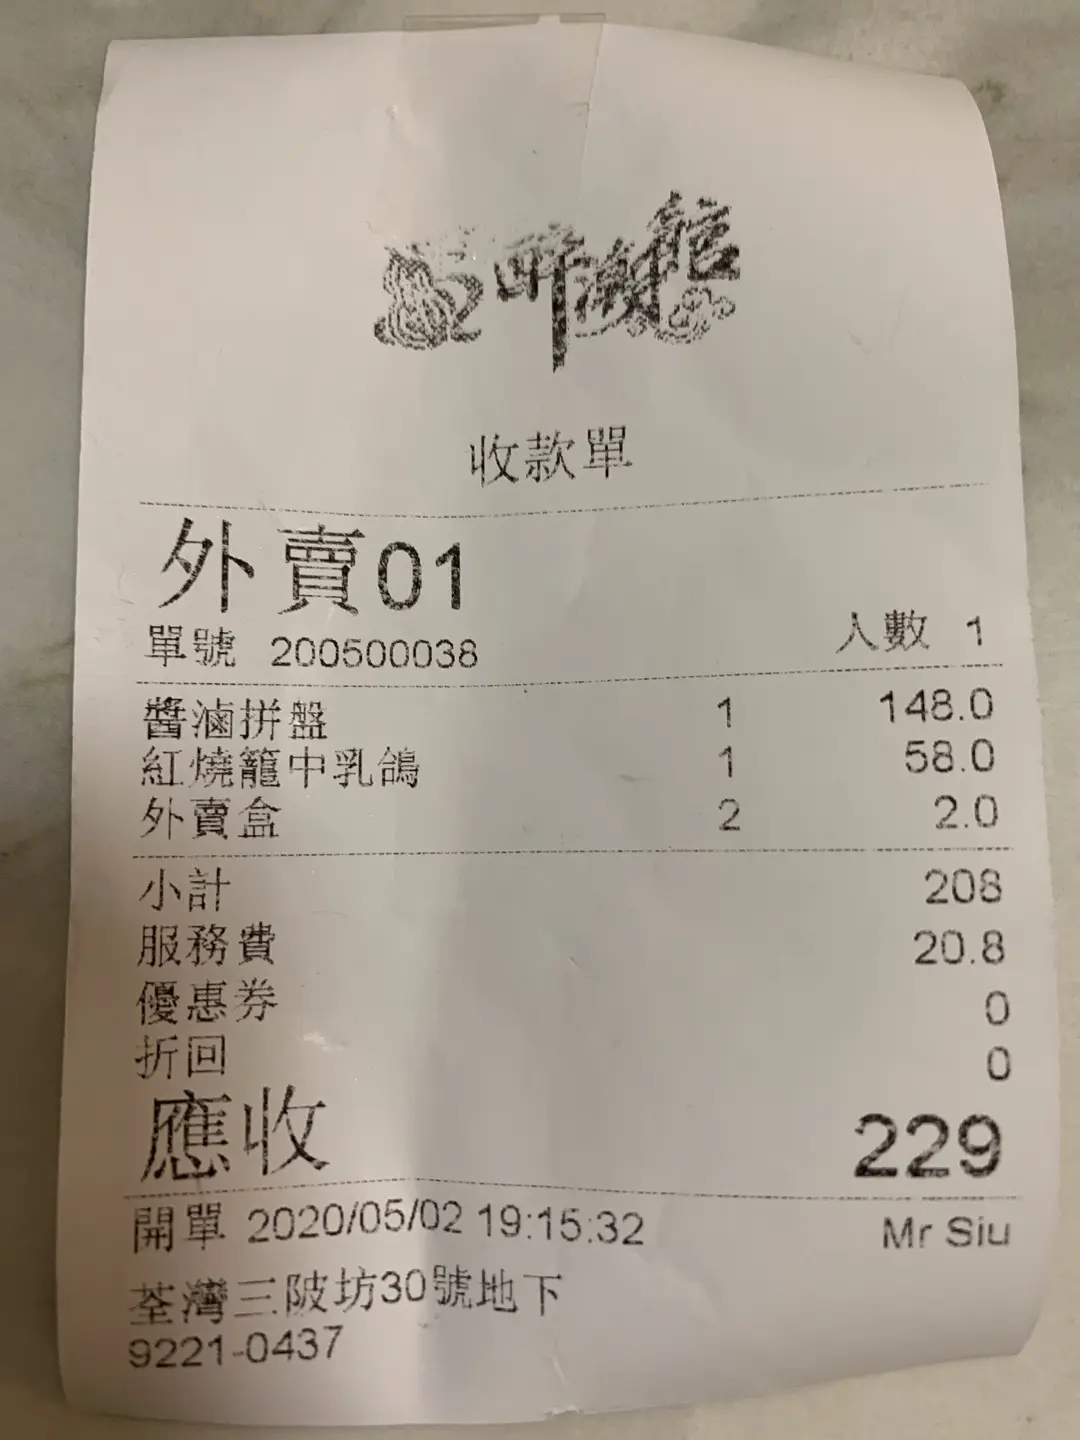 收款單
外賣01
單號 200500038 人數 1
醬滷拼盤 1 148.0
紅燒籠中乳鴿 1 58.0
外賣盒 2 2.0
小計 208
服務費 20.8
優惠券 0
折回 0
應收 229
開單 2020/05/02 19:15:32 Mr Siu
荃灣三陂坊30號地下
9221-0437